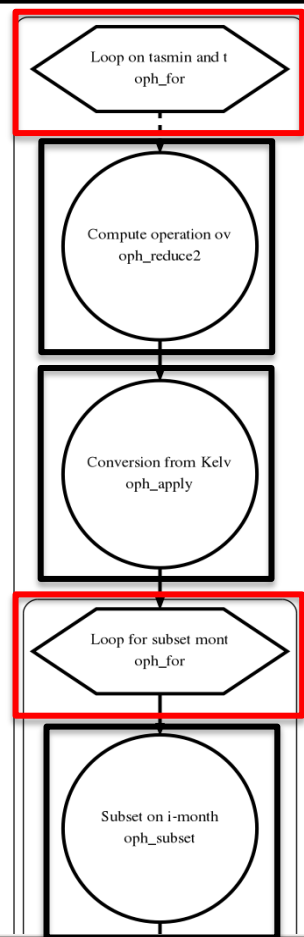 Loop on tasmin and t
oph_for
Compute operation ov
oph_reduce2
Conversion from Kelv
oph_apply
Loop for subset mont
oph_for
Subset on i-month
oph_subset